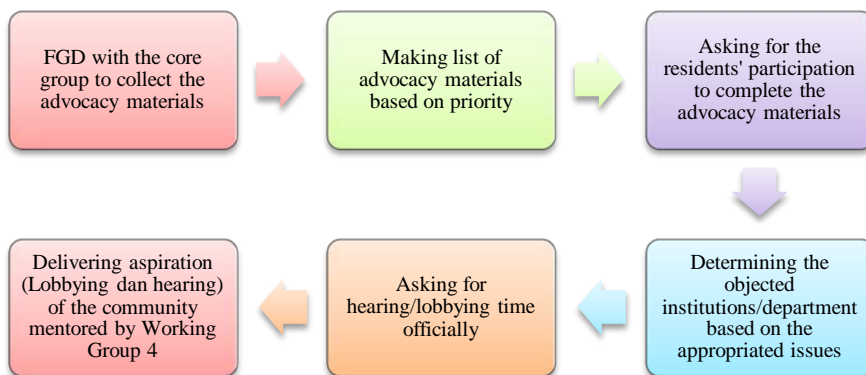 FGD with the core
group to collect the
advocacy materials
Making list of
advocacy materials
based on priority
Asking for the
residents' participation
to complete the
advocacy materials
Determining the
objected
institutions/department
based on the
appropriated issues
Asking for
hearing/lobbying time
officially
Delivering aspiration
(Lobbying dan hearing)
of the community
mentored by Working
Group 4